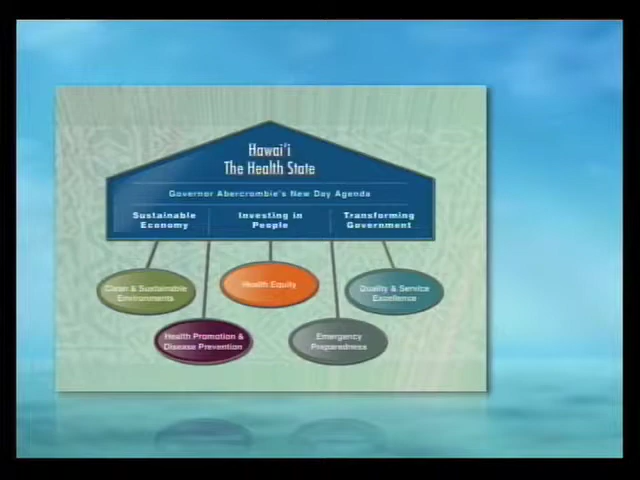 Hawai'i
The Health State
Governor Abercrombie's New Day Agenda
Sustainable
Economy
Investing in
People
Transforming
Government
Clean & Sustainable
Environments
Health Equity
Quality & Service
Excellence
Health Promotion &
Disease Prevention
Emergency
Preparedness